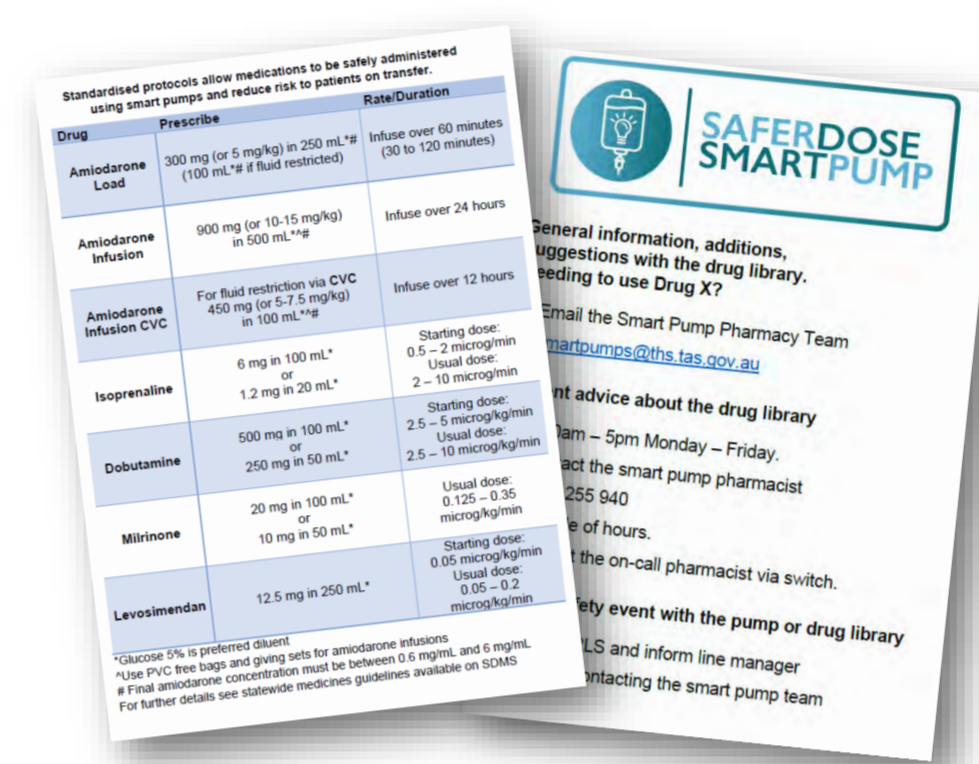 Standardised protocols allow medications to be safely administered
using smart pumps and reduce risk to patients on transfer.
Drug Prescribe Rate/Duration
Amiodarone
Load
300 mg (or 5 mg/kg) in 250 mL*#
(100 mL*# if fluid restricted)
Infuse over 60 minutes
(30 to 120 minutes)
Amiodarone
Infusion
900 mg (or 10-15 mg/kg)
in 500 mL*^#
Infuse over 24 hours
Amiodarone
Infusion CVC
For fluid restriction via CVC
450 mg (or 5-7.5 mg/kg)
in 100 mL*^#
Infuse over 12 hours
Isoprenaline
6 mg in 100 mL*
or
1.2 mg in 20 mL*
Starting dose:
0.5 – 2 microg/min
Usual dose:
2 – 10 microg/min
Dobutamine
500 mg in 100 mL*
or
250 mg in 50 mL*
Starting dose:
2.5 – 5 microg/kg/min
Usual dose:
2.5 – 10 microg/kg/min
Milrinone
20 mg in 100 mL*
or
10 mg in 50 mL*
Usual dose:
0.125 – 0.35
microg/kg/min
Levosimendan
12.5 mg in 250 mL*
Starting dose:
0.05 microg/kg/min
Usual dose:
0.05 – 0.2
microg/kg/min
*Glucose 5% is preferred diluent
^Use PVC free bags and giving sets for amiodarone infusions
# Final amiodarone concentration must be between 0.6 mg/mL and 6 mg/mL
For further details see statewide medicines guidelines available on SDMS
SAFERDOSE
SMARTPUMP
General information, additions,
uggestions with the drug library.
eeding to use Drug X?
Email the Smart Pump Pharmacy Team
martpumps@ths.tas.gov.au
nt advice about the drug library
0am – 5pm Monday – Friday.
act the smart pump pharmacist
255 940
e of hours.
t the on-call pharmacist via switch.
fety event with the pump or drug library
LS and inform line manager
ontacting the smart pump team